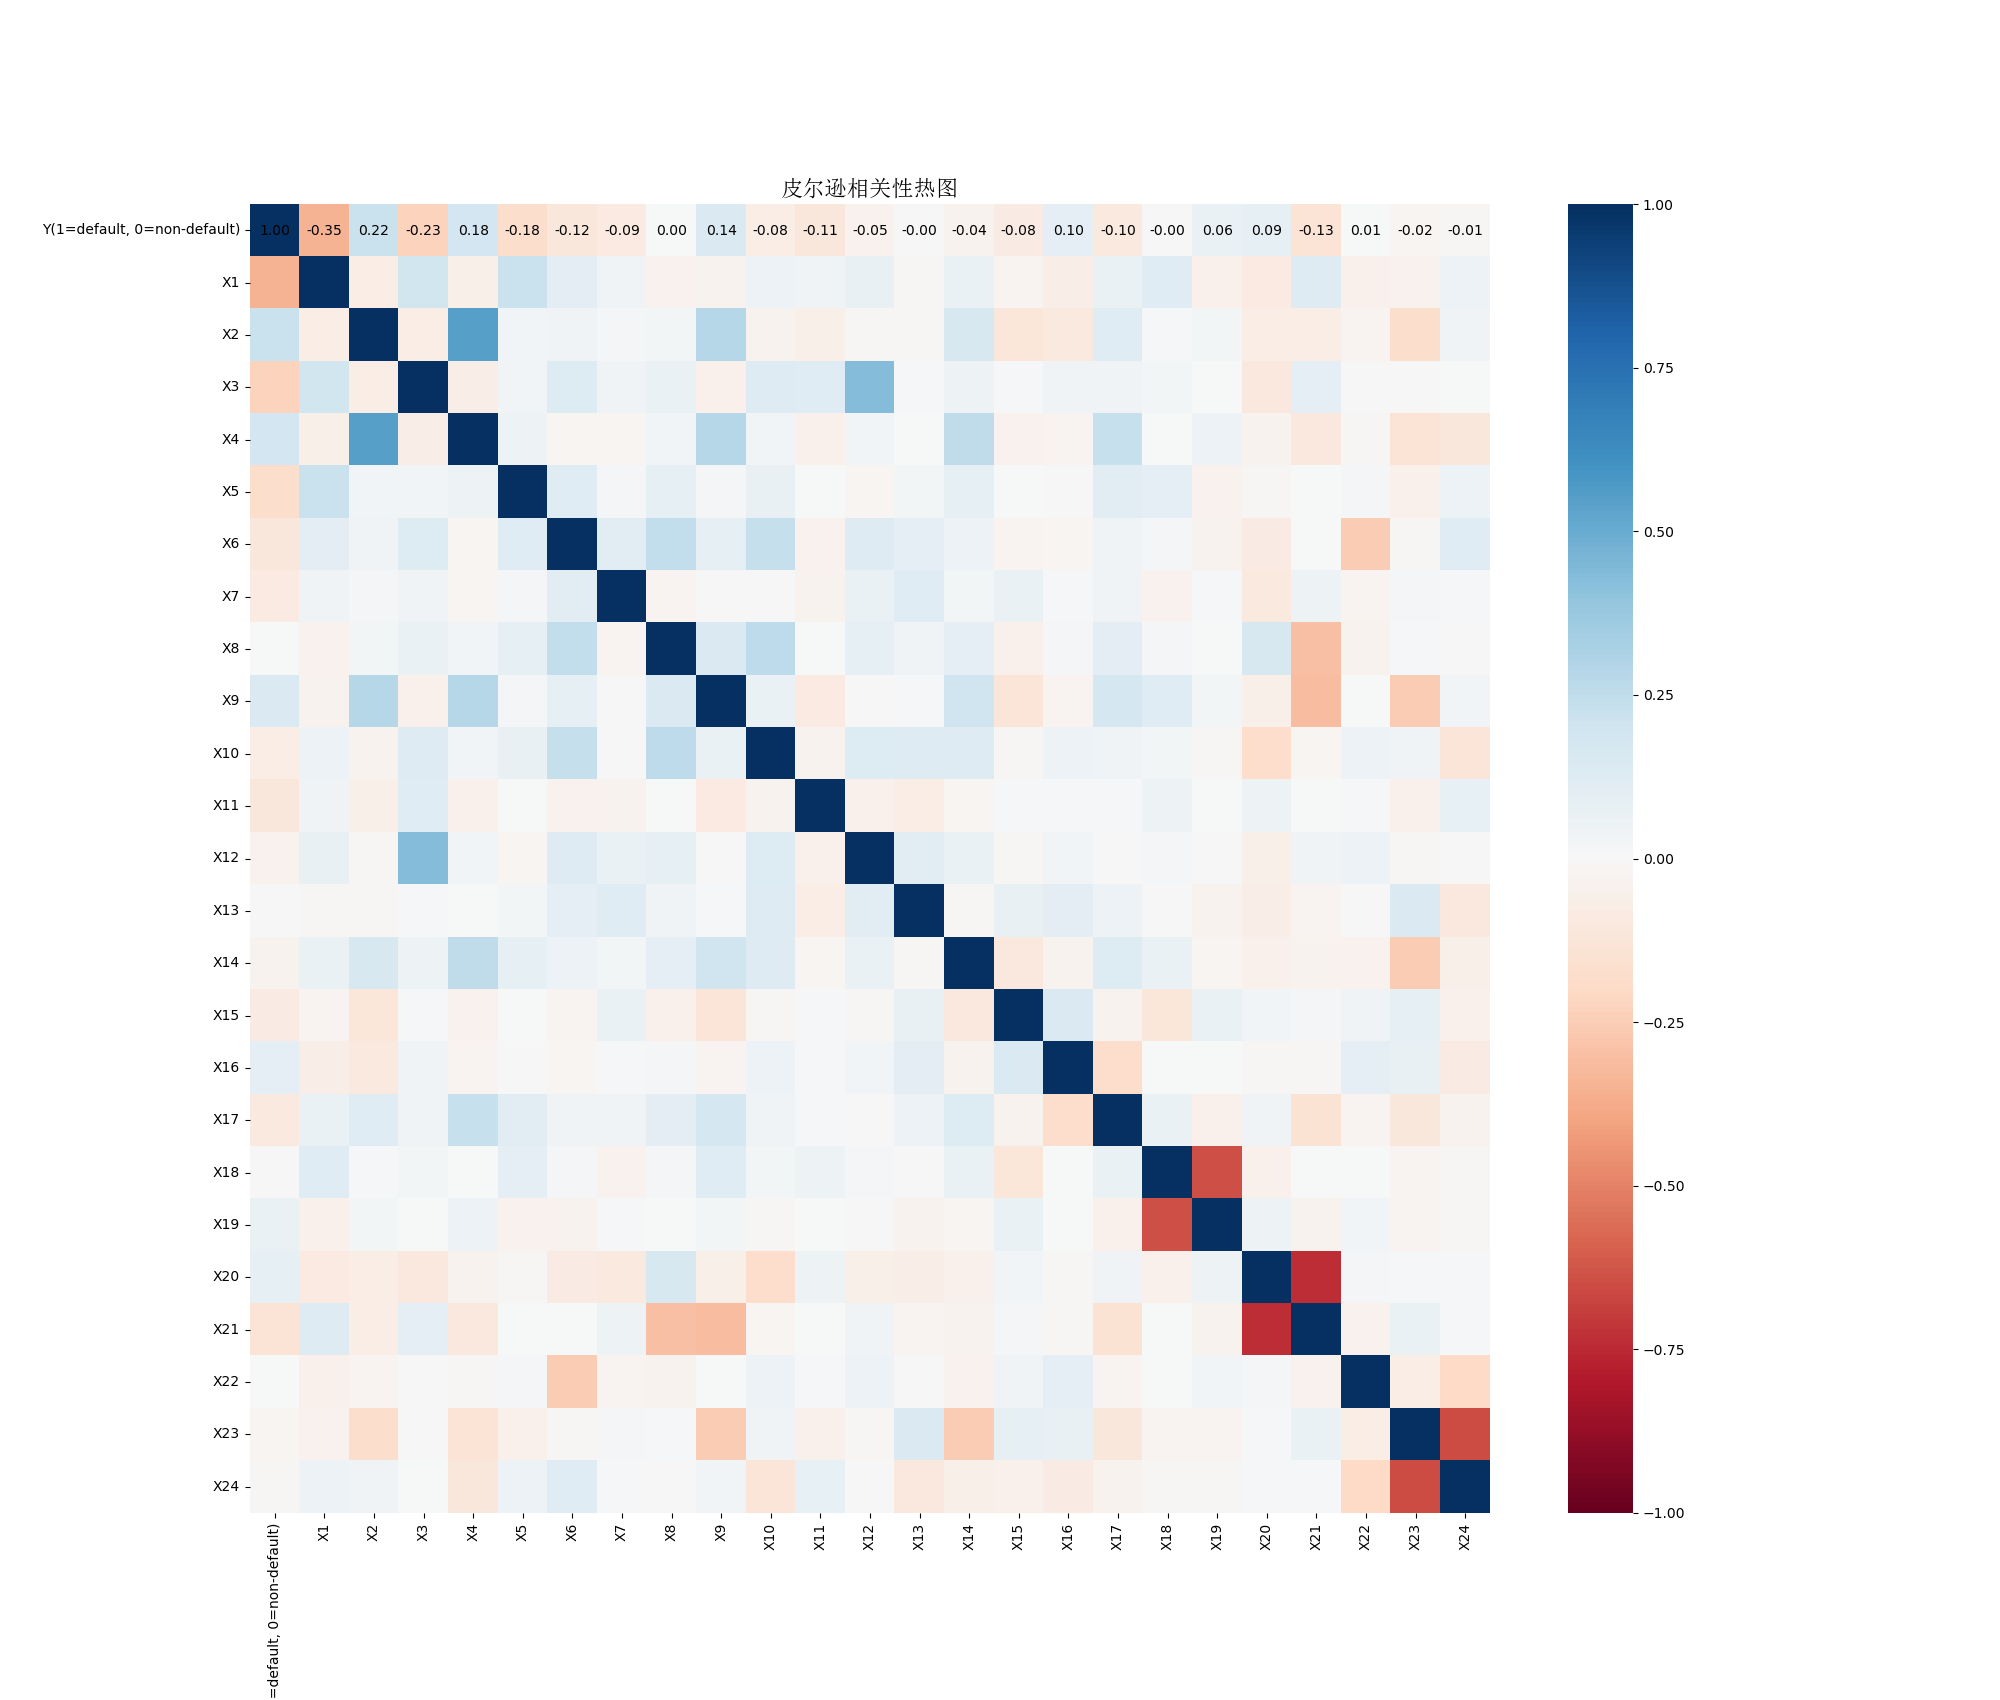 皮尔逊相关性热图
Y(1=default, 0=non-default) 1.00 -0.35 0.22 -0.23 0.18 -0.18 -0.12 -0.09 0.00 0.14 -0.08 -0.11 -0.05 -0.00 -0.04 -0.08 0.10 -0.10 -0.00 0.06 0.09 -0.13 0.01 -0.02 -0.01
X1
X2
X3
X4
X5
X6
X7
X8
X9
X10
X11
X12
X13
X14
X15
X16
X17
X18
X19
X20
X21
X22
X23
X24
=default, 0=non-default) X1 X2 X3 X4 X5 X6 X7 X8 X9 X10 X11 X12 X13 X14 X15 X16 X17 X18 X19 X20 X21 X22 X23 X24
1.00
0.75
0.50
0.25
0.00
−0.25
−0.50
−0.75
−1.00